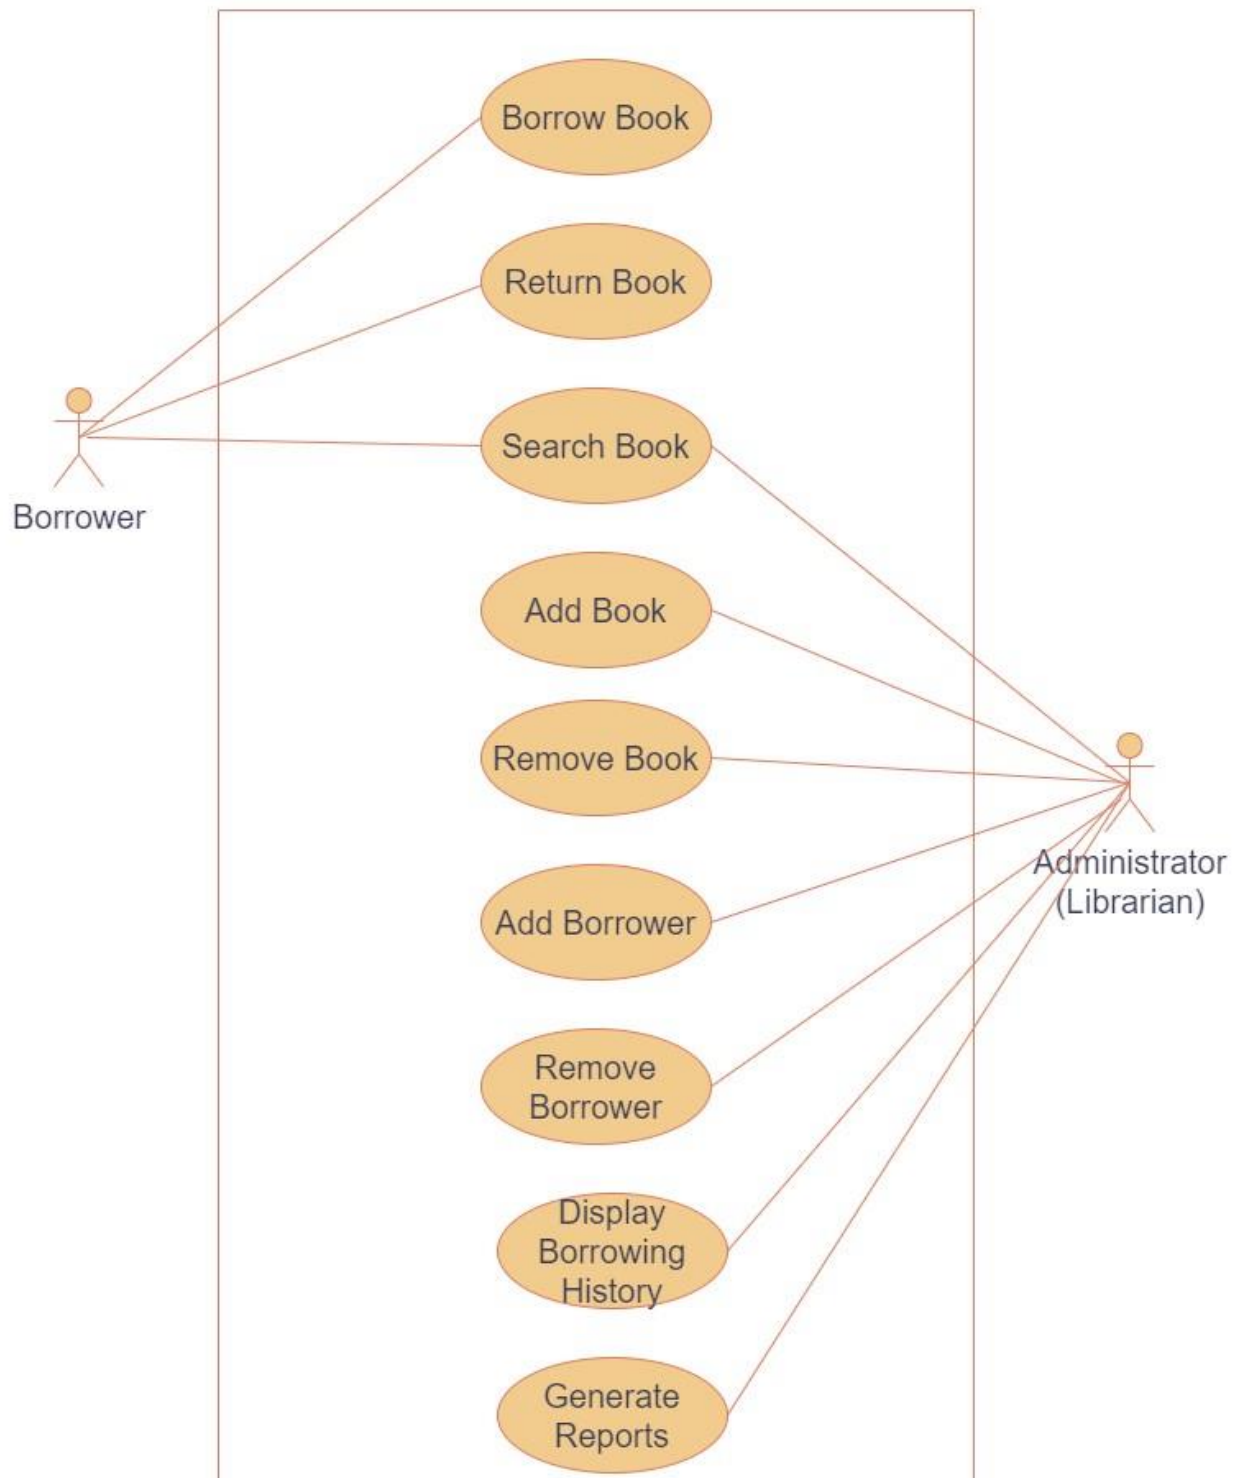 Borrow Book
Return Book
Search Book
Borrower
Add Book
Remove Book
Administrator
(Librarian)
Add Borrower
Remove
Borrower
Display
Borrowing
History
Generate
Reports